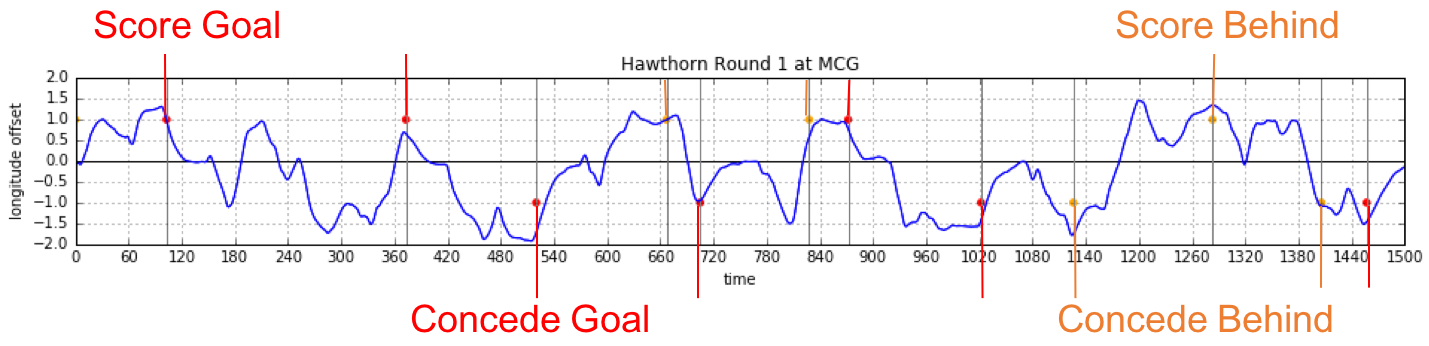 Score Goal Score Behind
Hawthorn Round 1 at MCG
2.0
1.5
1.0
0.5
0.0
−0.5
−1.0
−1.5
−2.0
longitude offset
0 60 120 180 240 300 360 420 480 540 600 660 720 780 840 900 960 1020 1080 1140 1200 1260 1320 1380 1440 1500
time
Concede Goal Concede Behind